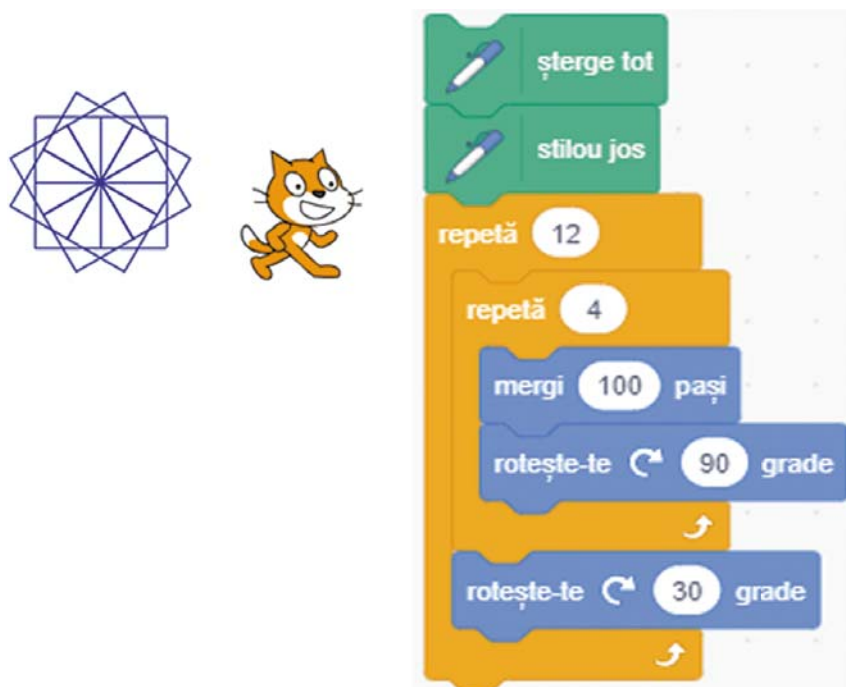 șterge tot
stilou jos
repetă 12
repetă 4
mergi 100 pași
rotește-te 90 grade
rotește-te 30 grade